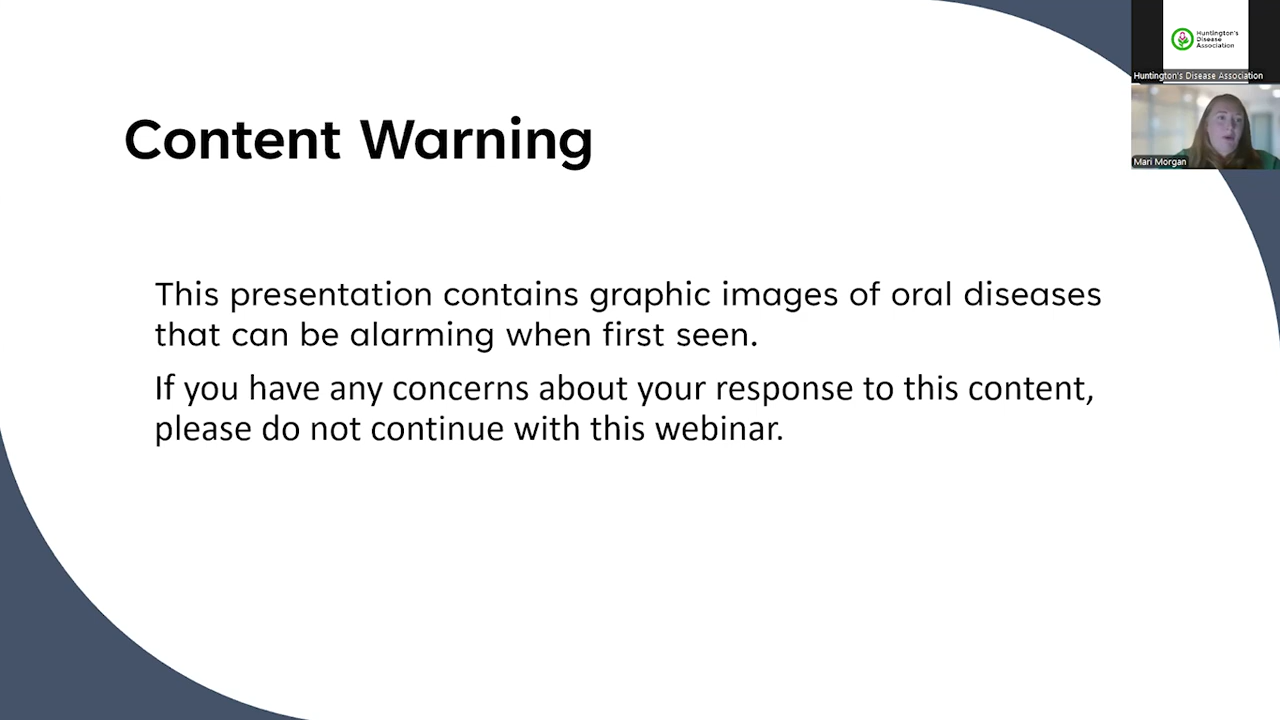 Content Warning
This presentation contains graphic images of oral diseases
that can be alarming when first seen.
If you have any concerns about your response to this content,
please do not continue with this webinar.
Huntington's
Disease
Association
Huntington's Disease Association
Mari Morgan